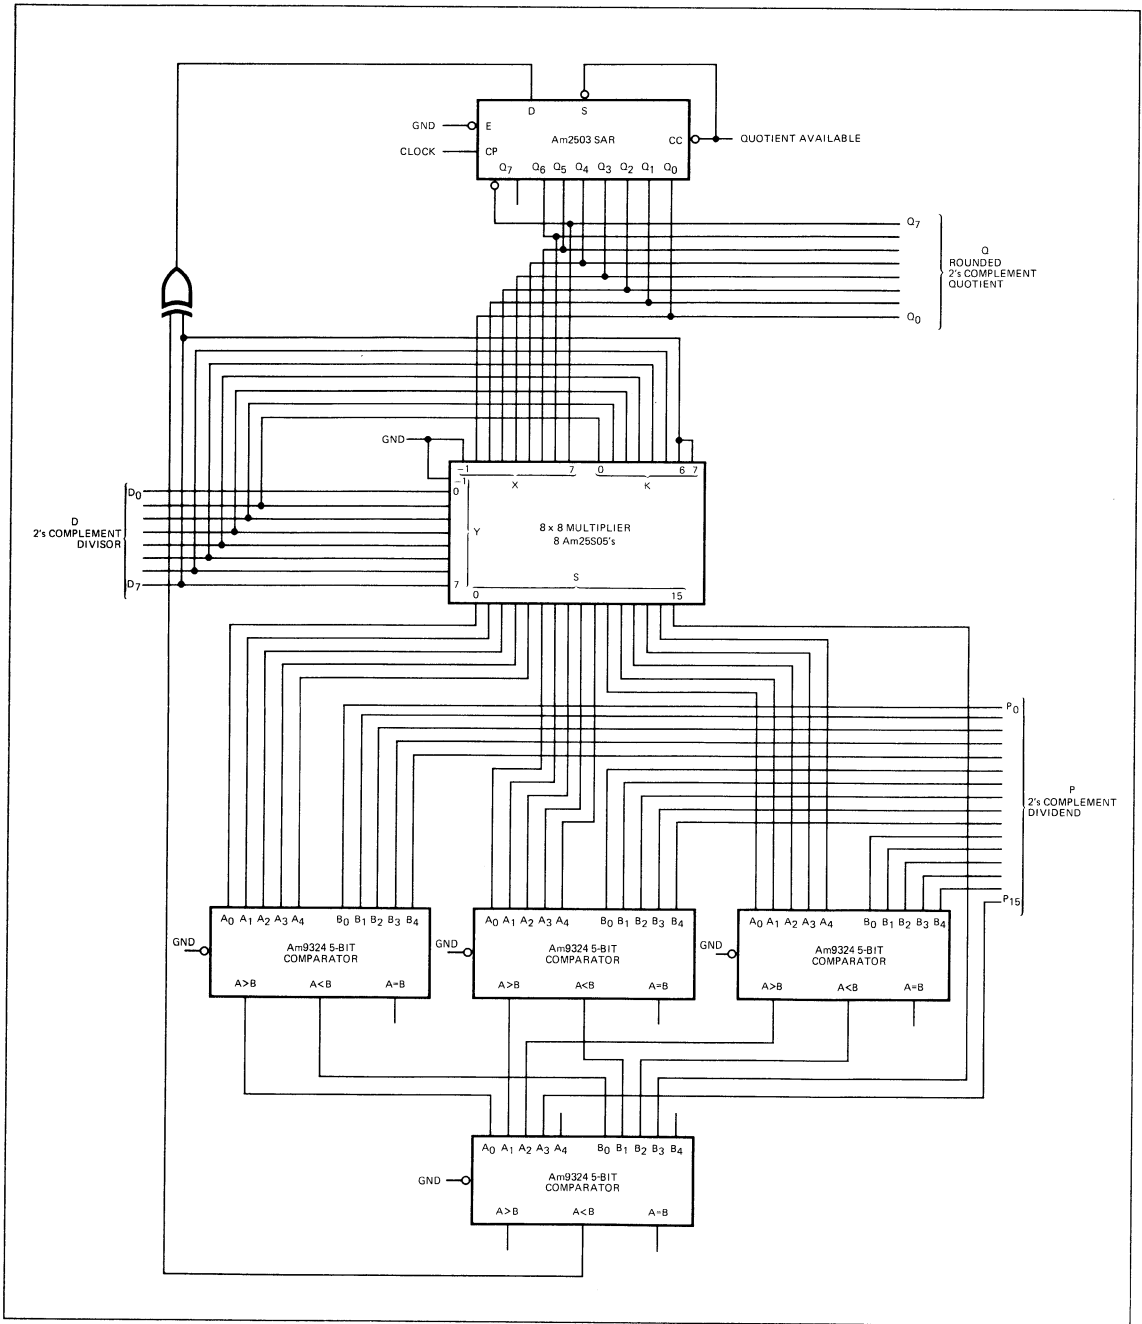 D S
GND E Am2503 SAR CC QUOTIENT AVAILABLE
CLOCK CP
Q7 Q6 Q5 Q4 Q3 Q2 Q1 Q0
Q7
Q
ROUNDED
2's COMPLEMENT
QUOTIENT
Q0
GND
-1 7 0 6 7
X K
-1
0
D0
D
2's COMPLEMENT
DIVISOR
D7
Y
8 x 8 MULTIPLIER
8 Am25S05's
S
7
0 15
P0
P
2's COMPLEMENT
DIVIDEND
P15
A0 A1 A2 A3 A4 B0 B1 B2 B3 B4
GND
Am9324 5-BIT
COMPARATOR
A>B A<B A=B
A0 A1 A2 A3 A4 B0 B1 B2 B3 B4
GND
Am9324 5-BIT
COMPARATOR
A>B A<B A=B
A0 A1 A2 A3 A4 B0 B1 B2 B3 B4
GND
Am9324 5-BIT
COMPARATOR
A>B A<B A=B
A0 A1 A2 A3 A4 B0 B1 B2 B3 B4
GND
Am9324 5-BIT
COMPARATOR
A>B A<B A=B